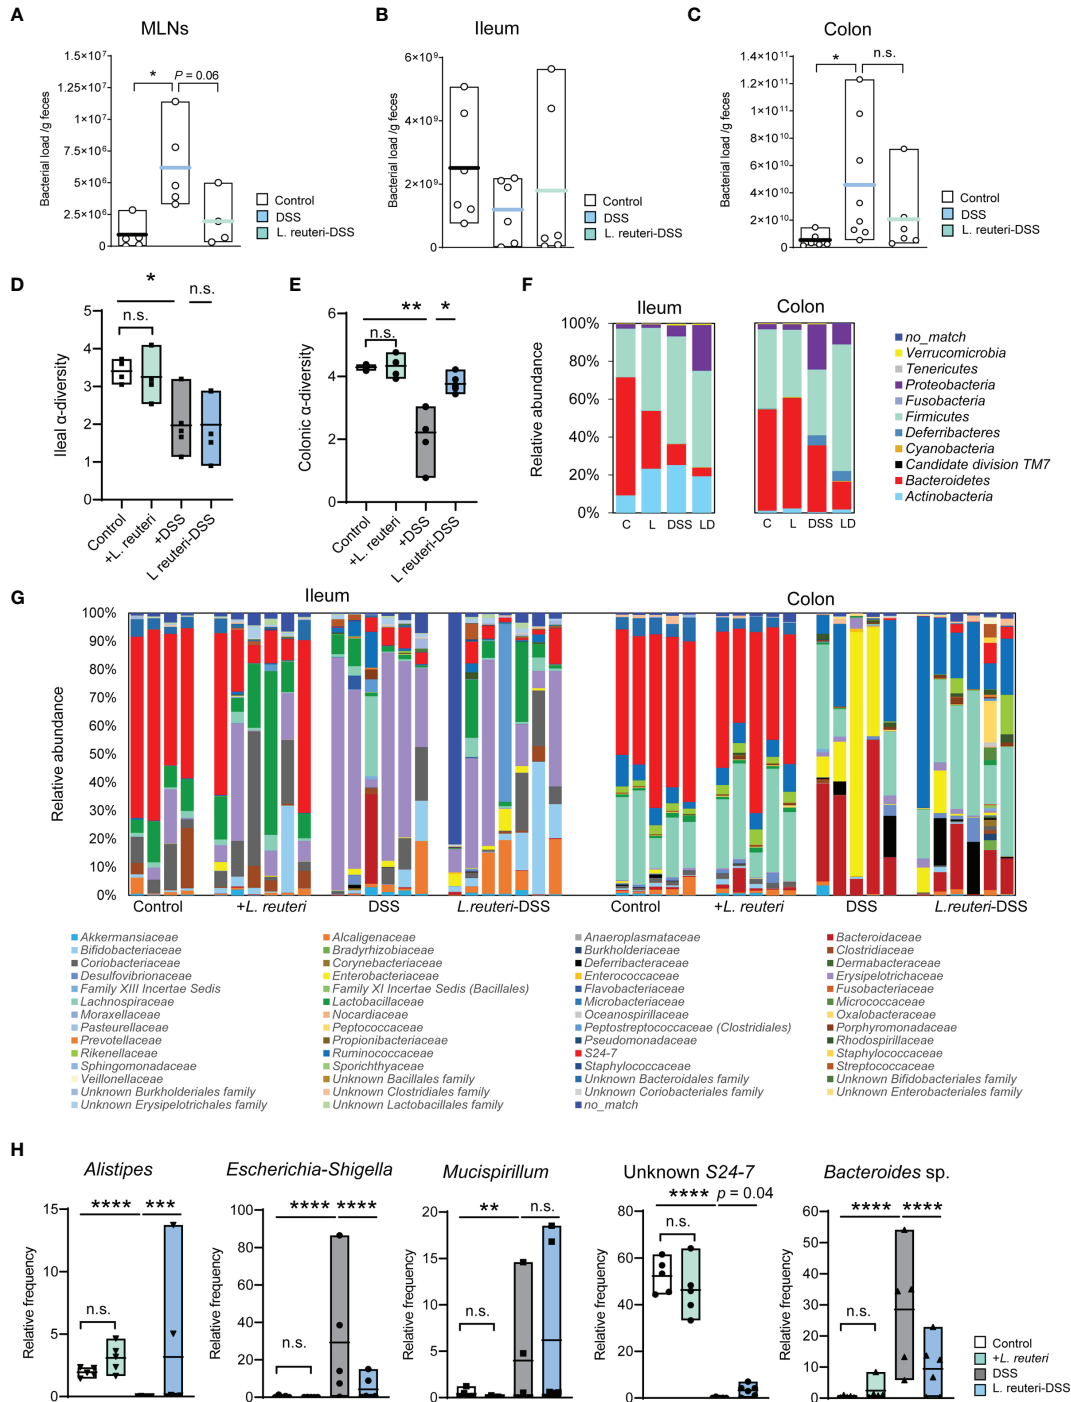 A
MLNs
Bacterial load /g feces
1.5×10⁷
1.25×10⁷
1×10⁷
7.5×10⁶
5×10⁶
2.5×10⁶
0
*
P = 0.06
Control
DSS
L. reuteri-DSS
B
Ileum
Bacterial load /g feces
6×10⁹
4×10⁹
2×10⁹
0
Control
DSS
L. reuteri-DSS
C
Colon
Bacterial load /g feces
1.4×10¹¹
1.2×10¹¹
1×10¹¹
8×10¹⁰
6×10¹⁰
4×10¹⁰
2×10¹⁰
0
*
n.s.
Control
DSS
L. reuteri-DSS
D
Ileal α-diversity
5
4
3
2
1
0
*
n.s.
n.s.
Control
+L. reuteri
+DSS
L reuteri-DSS
E
Colonic α-diversity
6
4
2
0
**
*
n.s.
Control
+L. reuteri
+DSS
L reuteri-DSS
F
Ileum
Colon
Relative abundance
100%
80%
60%
40%
20%
0%
C L DSS LD
C L DSS LD
no_match
Verrucomicrobia
Tenericutes
Proteobacteria
Fusobacteria
Firmicutes
Deferribacteres
Cyanobacteria
Candidate division TM7
Bacteroidetes
Actinobacteria
G
Ileum
Colon
Relative abundance
100%
90%
80%
70%
60%
50%
40%
30%
20%
10%
0%
Control +L. reuteri DSS L.reuteri-DSS Control +L. reuteri DSS L.reuteri-DSS
Akkermansiaceae Alcaligenaceae Anaeroplasmataceae Bacteroidaceae
Bifidobacteriaceae Bradyrhizobiaceae Burkholderiaceae Clostridiaceae
Coriobacteriaceae Corynebacteriaceae Deferribacteraceae Dermabacteraceae
Desulfovibrionaceae Enterobacteriaceae Enterococcaceae Erysipelotrichaceae
Family XIII Incertae Sedis Family XI Incertae Sedis (Bacillales) Flavobacteriaceae Fusobacteriaceae
Lachnospiraceae Lactobacillaceae Microbacteriaceae Micrococcaceae
Moraxellaceae Nocardiaceae Oceanospirillaceae Oxalobacteraceae
Pasteurellaceae Peptococcaceae Peptostreptococcaceae (Clostridiales) Porphyromonadaceae
Prevotellaceae Propionibacteriaceae Pseudomonadaceae Rhodospirillaceae
Rikenellaceae Ruminococcaceae S24-7 Staphylococcaceae
Sphingomonadaceae Sporichthyaceae Staphylococcaceae Streptococcaceae
Veillonellaceae Unknown Bacillales family Unknown Bacteroidales family Unknown Bifidobacteriales family
Unknown Burkholderiales family Unknown Clostridiales family Unknown Coriobacteriales family Unknown Enterobacteriales family
Unknown Erysipelotrichales family Unknown Lactobacillales family no_match
H
Alistipes
Relative frequency
15
10
5
0
****
***
n.s.
Escherichia-Shigella
Relative frequency
100
80
60
40
20
0
****
****
n.s.
Mucispirillum
Relative frequency
20
15
10
5
0
**
n.s.
n.s.
Unknown S24-7
Relative frequency
80
60
40
20
0
****
p = 0.04
n.s.
Bacteroides sp.
Relative frequency
60
50
40
30
20
10
0
****
****
n.s.
Control
+L. reuteri
DSS
L. reuteri-DSS